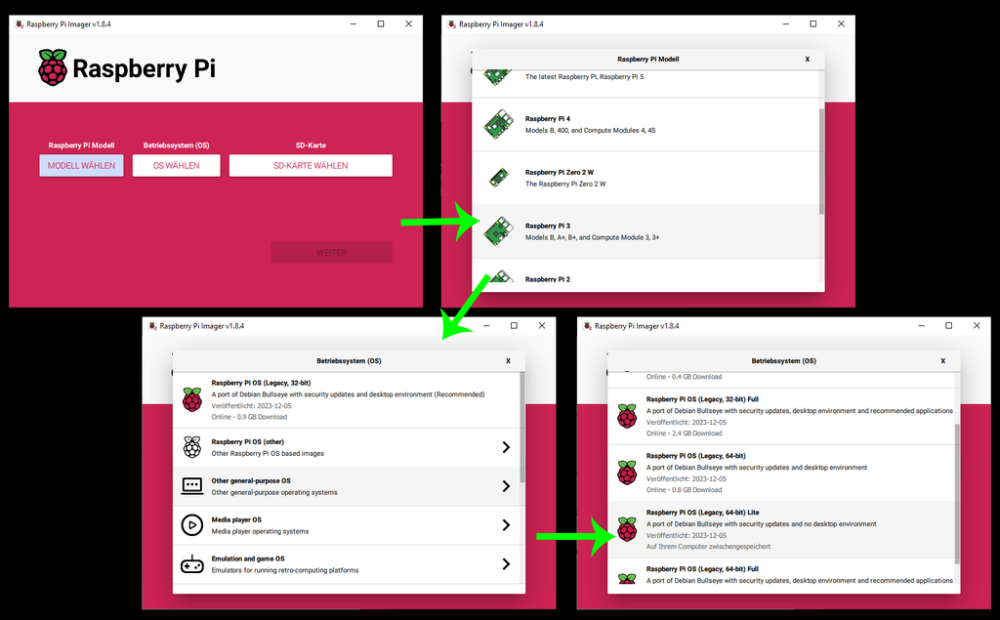 Raspberry Pi Imager v1.8.4
Raspberry Pi
Raspberry Pi Modell
Betriebssystem (OS)
SD-Karte
MODELL WÄHLEN
OS WÄHLEN
SD-KARTE WÄHLEN
WEITER
Raspberry Pi Imager v1.8.4
Raspberry Pi Modell
X
The latest Raspberry Pi, Raspberry Pi 5
Raspberry Pi 4
Models B, 400, and Compute Modules 4, 4S
Raspberry Pi Zero 2 W
The Raspberry Pi Zero 2 W
Raspberry Pi 3
Models B, A+, B+, and Compute Module 3, 3+
Raspberry Pi 2
Raspberry Pi Imager v1.8.4
Betriebssystem (OS)
X
Raspberry Pi OS (Legacy, 32-bit)
A port of Debian Bullseye with security updates and desktop environment (Recommended)
Veröffentlicht: 2023-12-05
Online - 0.9 GB Download
Raspberry Pi OS (other)
Other Raspberry Pi OS based images
Other general-purpose OS
Other general-purpose operating systems
Media player OS
Media player operating systems
Emulation and game OS
Emulators for running retro-computing platforms
Raspberry Pi Imager v1.8.4
Betriebssystem (OS)
X
Online - 0.4 GB Download
Raspberry Pi OS (Legacy, 32-bit) Full
A port of Debian Bullseye with security updates, desktop environment and recommended applications
Veröffentlicht: 2023-12-05
Online - 2.4 GB Download
Raspberry Pi OS (Legacy, 64-bit)
A port of Debian Bullseye with security updates and desktop environment
Veröffentlicht: 2023-12-05
Online - 0.8 GB Download
Raspberry Pi OS (Legacy, 64-bit) Lite
A port of Debian Bullseye with security updates and no desktop environment
Veröffentlicht: 2023-12-05
Auf Ihrem Computer zwischengespeichert
Raspberry Pi OS (Legacy, 64-bit) Full
A port of Debian Bullseye with security updates, desktop environment and recommended applications